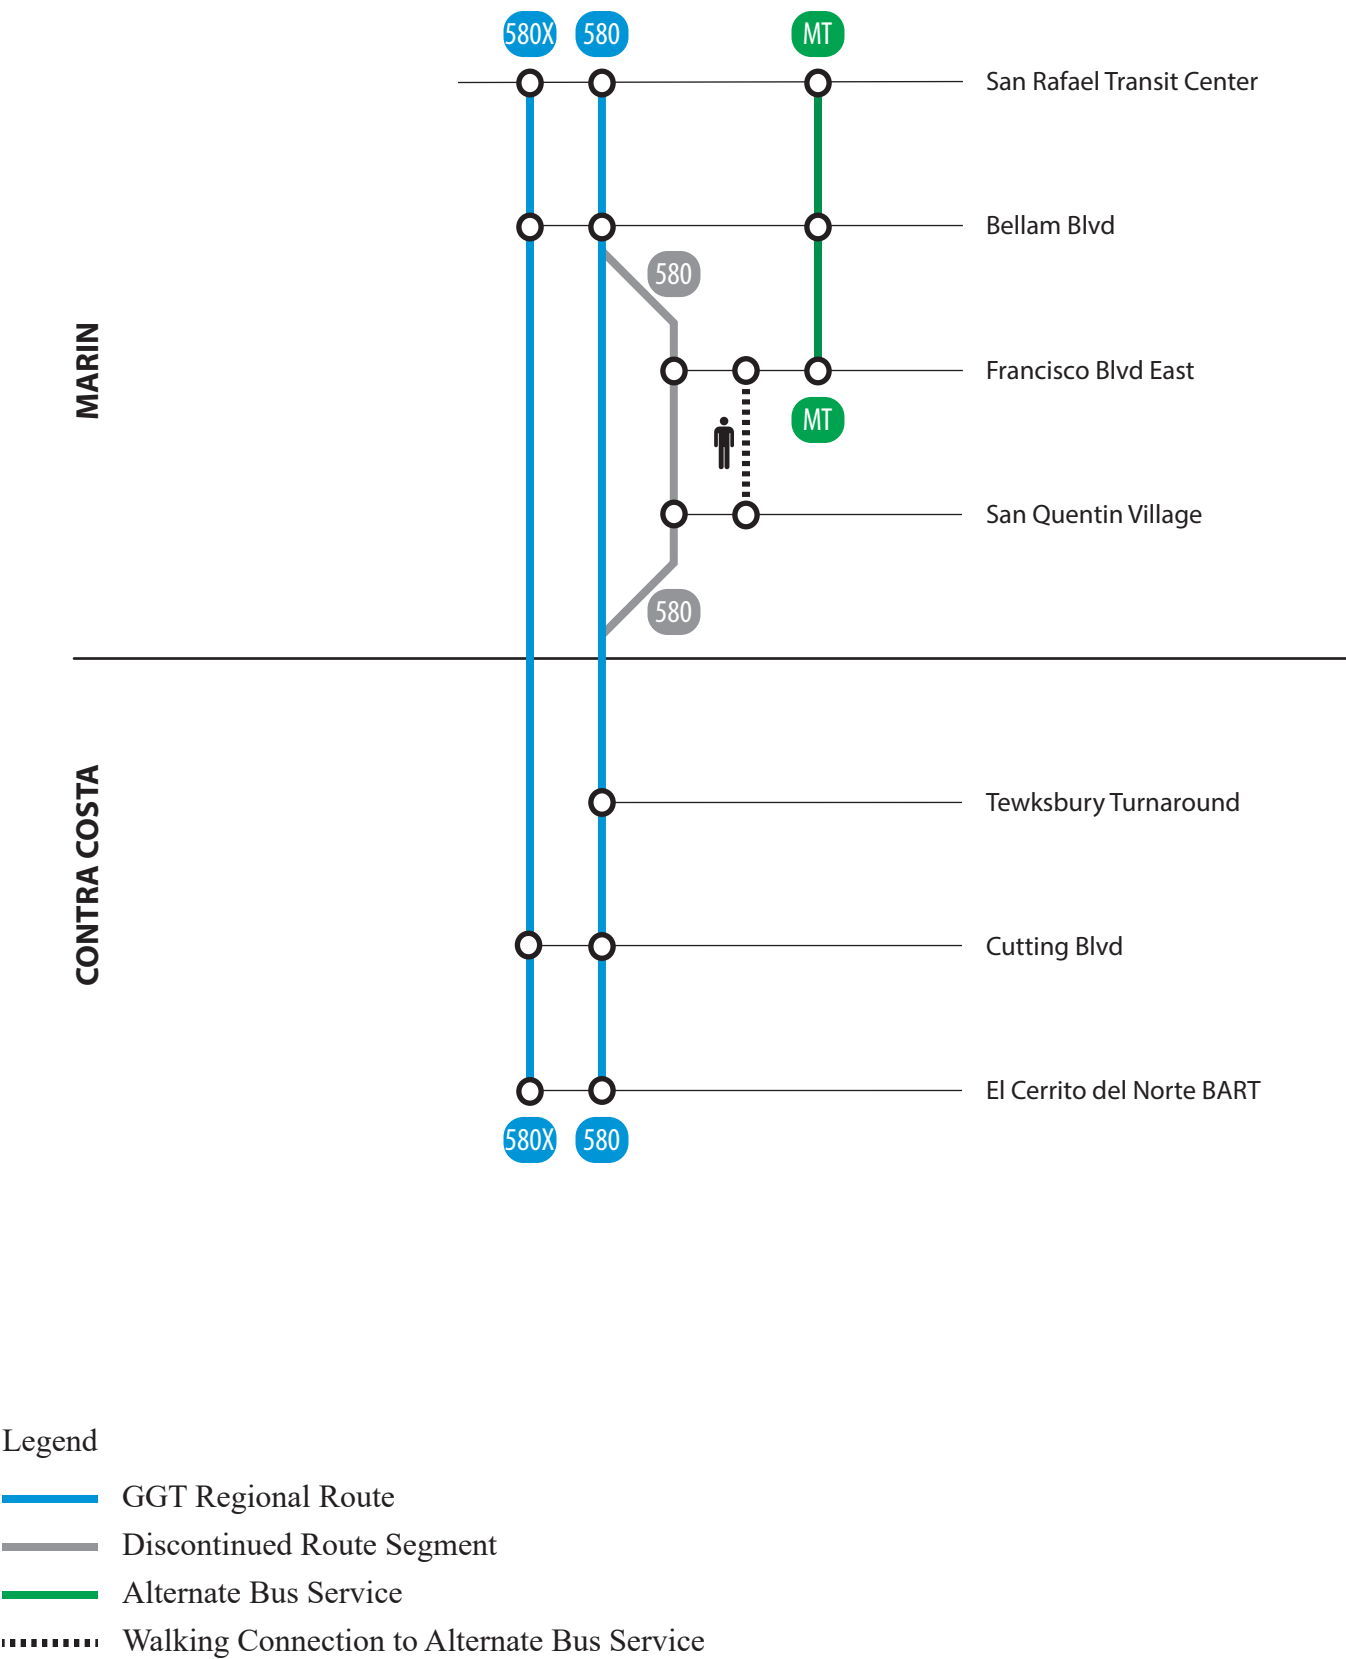 580X 580 MT
San Rafael Transit Center
Bellam Blvd
580
MARIN
Francisco Blvd East
MT
San Quentin Village
580
Tewksbury Turnaround
CONTRA COSTA
Cutting Blvd
El Cerrito del Norte BART
580X 580
Legend
GGT Regional Route
Discontinued Route Segment
Alternate Bus Service
Walking Connection to Alternate Bus Service